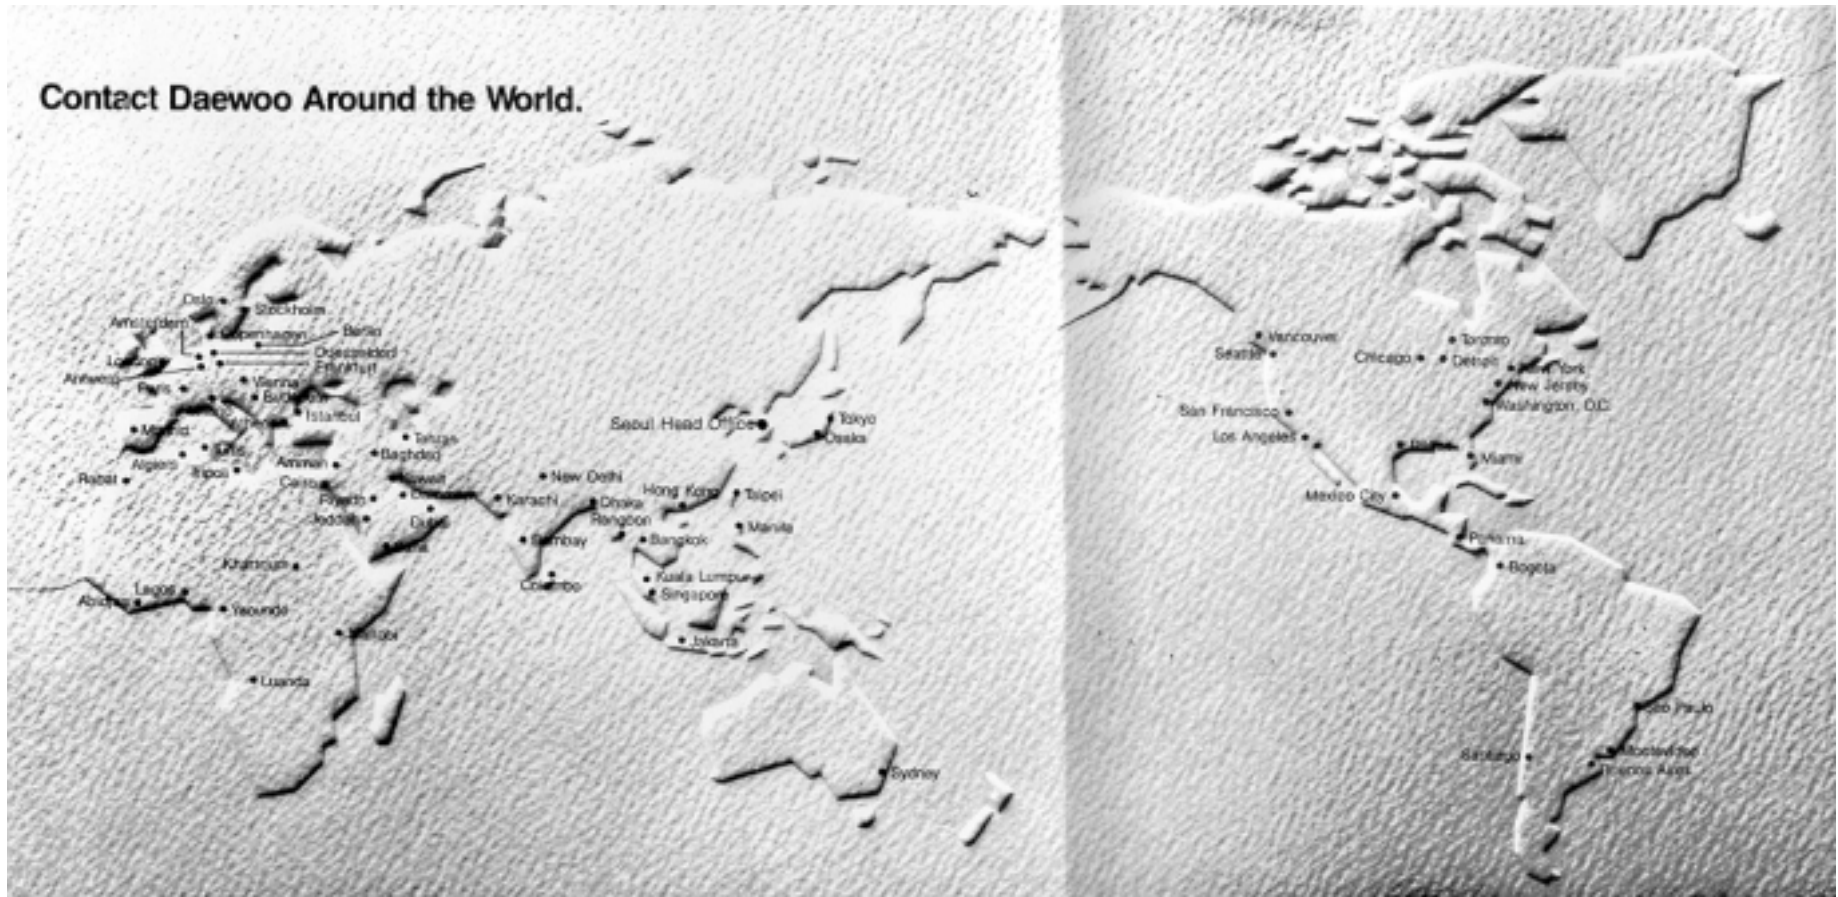 Contact Daewoo Around the World.
Oslo
Stockholm
Amsterdam
Copenhagen
Berlin
London
Duesseldorf
Frankfurt
Antwerp
Paris
Vienna
Istanbul
Madrid
Tehran
Algiers
Tunis
Baghdad
Tripoli
Amman
Rabat
Cairo
Kuwait
Riyadh
Jeddah
Dubai
Karachi
New Delhi
Dhaka
Rangoon
Hong Kong
Taipei
Manila
Bombay
Bangkok
Colombo
Kuala Lumpur
Singapore
Jakarta
Khartoum
Lagos
Abidjan
Yaounde
Nairobi
Luanda
Seoul Head Office
Tokyo
Osaka
Sydney
Vancouver
Seattle
Toronto
Chicago
Detroit
New York
New Jersey
Washington, D.C.
San Francisco
Los Angeles
Miami
Mexico City
Panama
Bogota
Sao Paulo
Santiago
Montevideo
Buenos Aires